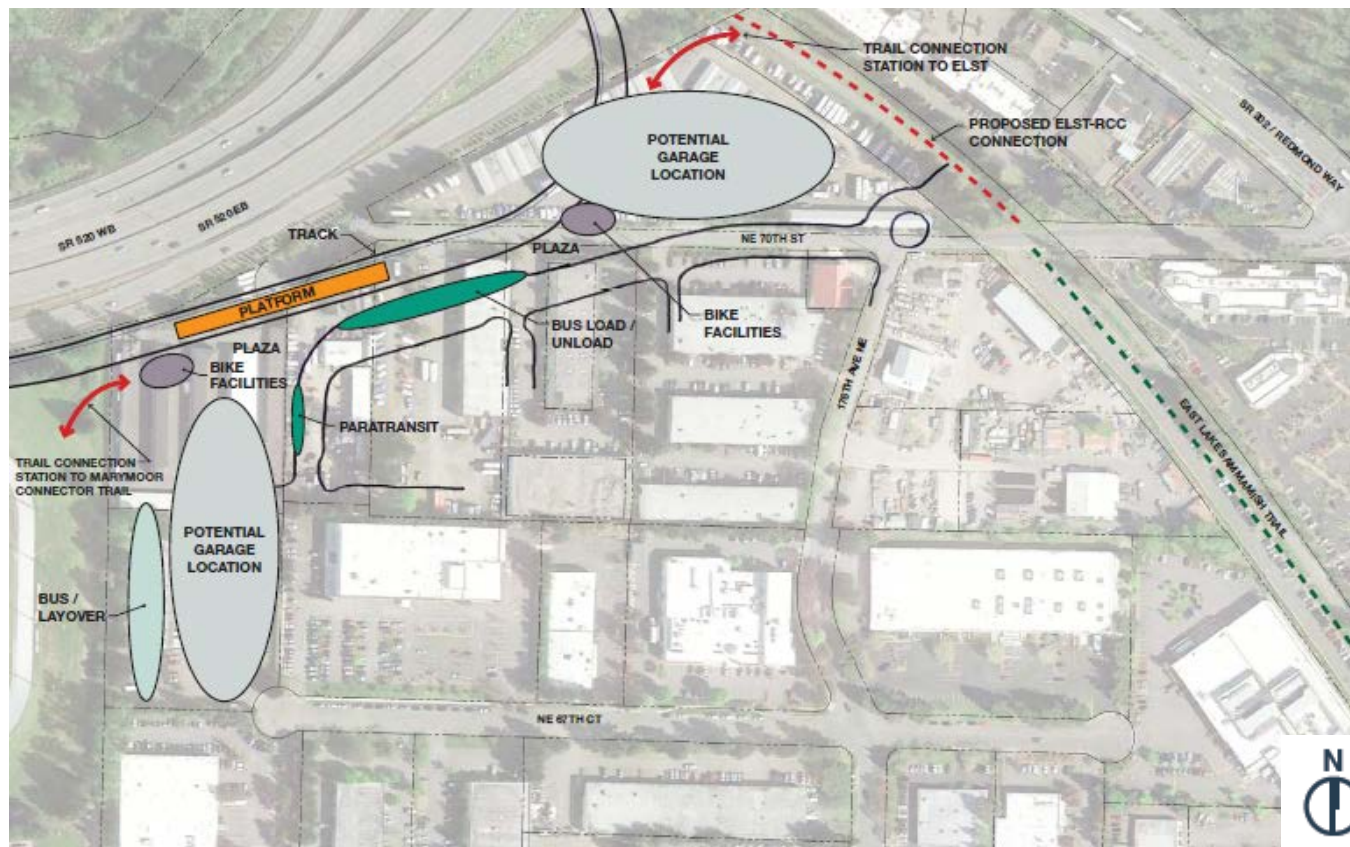 TRAIL CONNECTION
STATION TO ELST
PROPOSED ELST-RCC
CONNECTION
SR 202 / REDMOND WAY
POTENTIAL
GARAGE
LOCATION
SR 520 WB
SR 520 EB
TRACK
PLAZA
NE 70TH ST
PLATFORM
BUS LOAD /
UNLOAD
BIKE
FACILITIES
PLAZA
BIKE
FACILITIES
176TH AVE NE
PARATRANSIT
EAST LAKE SAMMAMISH TRAIL
TRAIL CONNECTION
STATION TO MARYMOOR
CONNECTOR TRAIL
POTENTIAL
GARAGE
LOCATION
BUS /
LAYOVER
NE 67TH CT
N